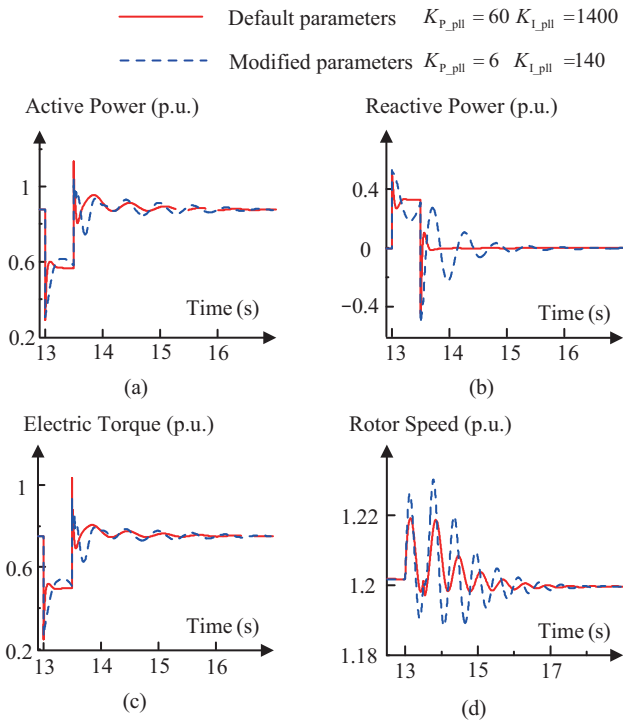 Default parameters K_P_pll = 60 K_I_pll =1400
Modified parameters K_P_pll = 6 K_I_pll =140
Active Power (p.u.)
1
0.6
0.2
Time (s)
13 14 15 16
(a)
Reactive Power (p.u.)
0.4
0
−0.4
Time (s)
13 14 15 16
(b)
Electric Torque (p.u.)
1
0.6
0.2
Time (s)
13 14 15 16
(c)
Rotor Speed (p.u.)
1.22
1.20
1.18
Time (s)
13 15 17
(d)